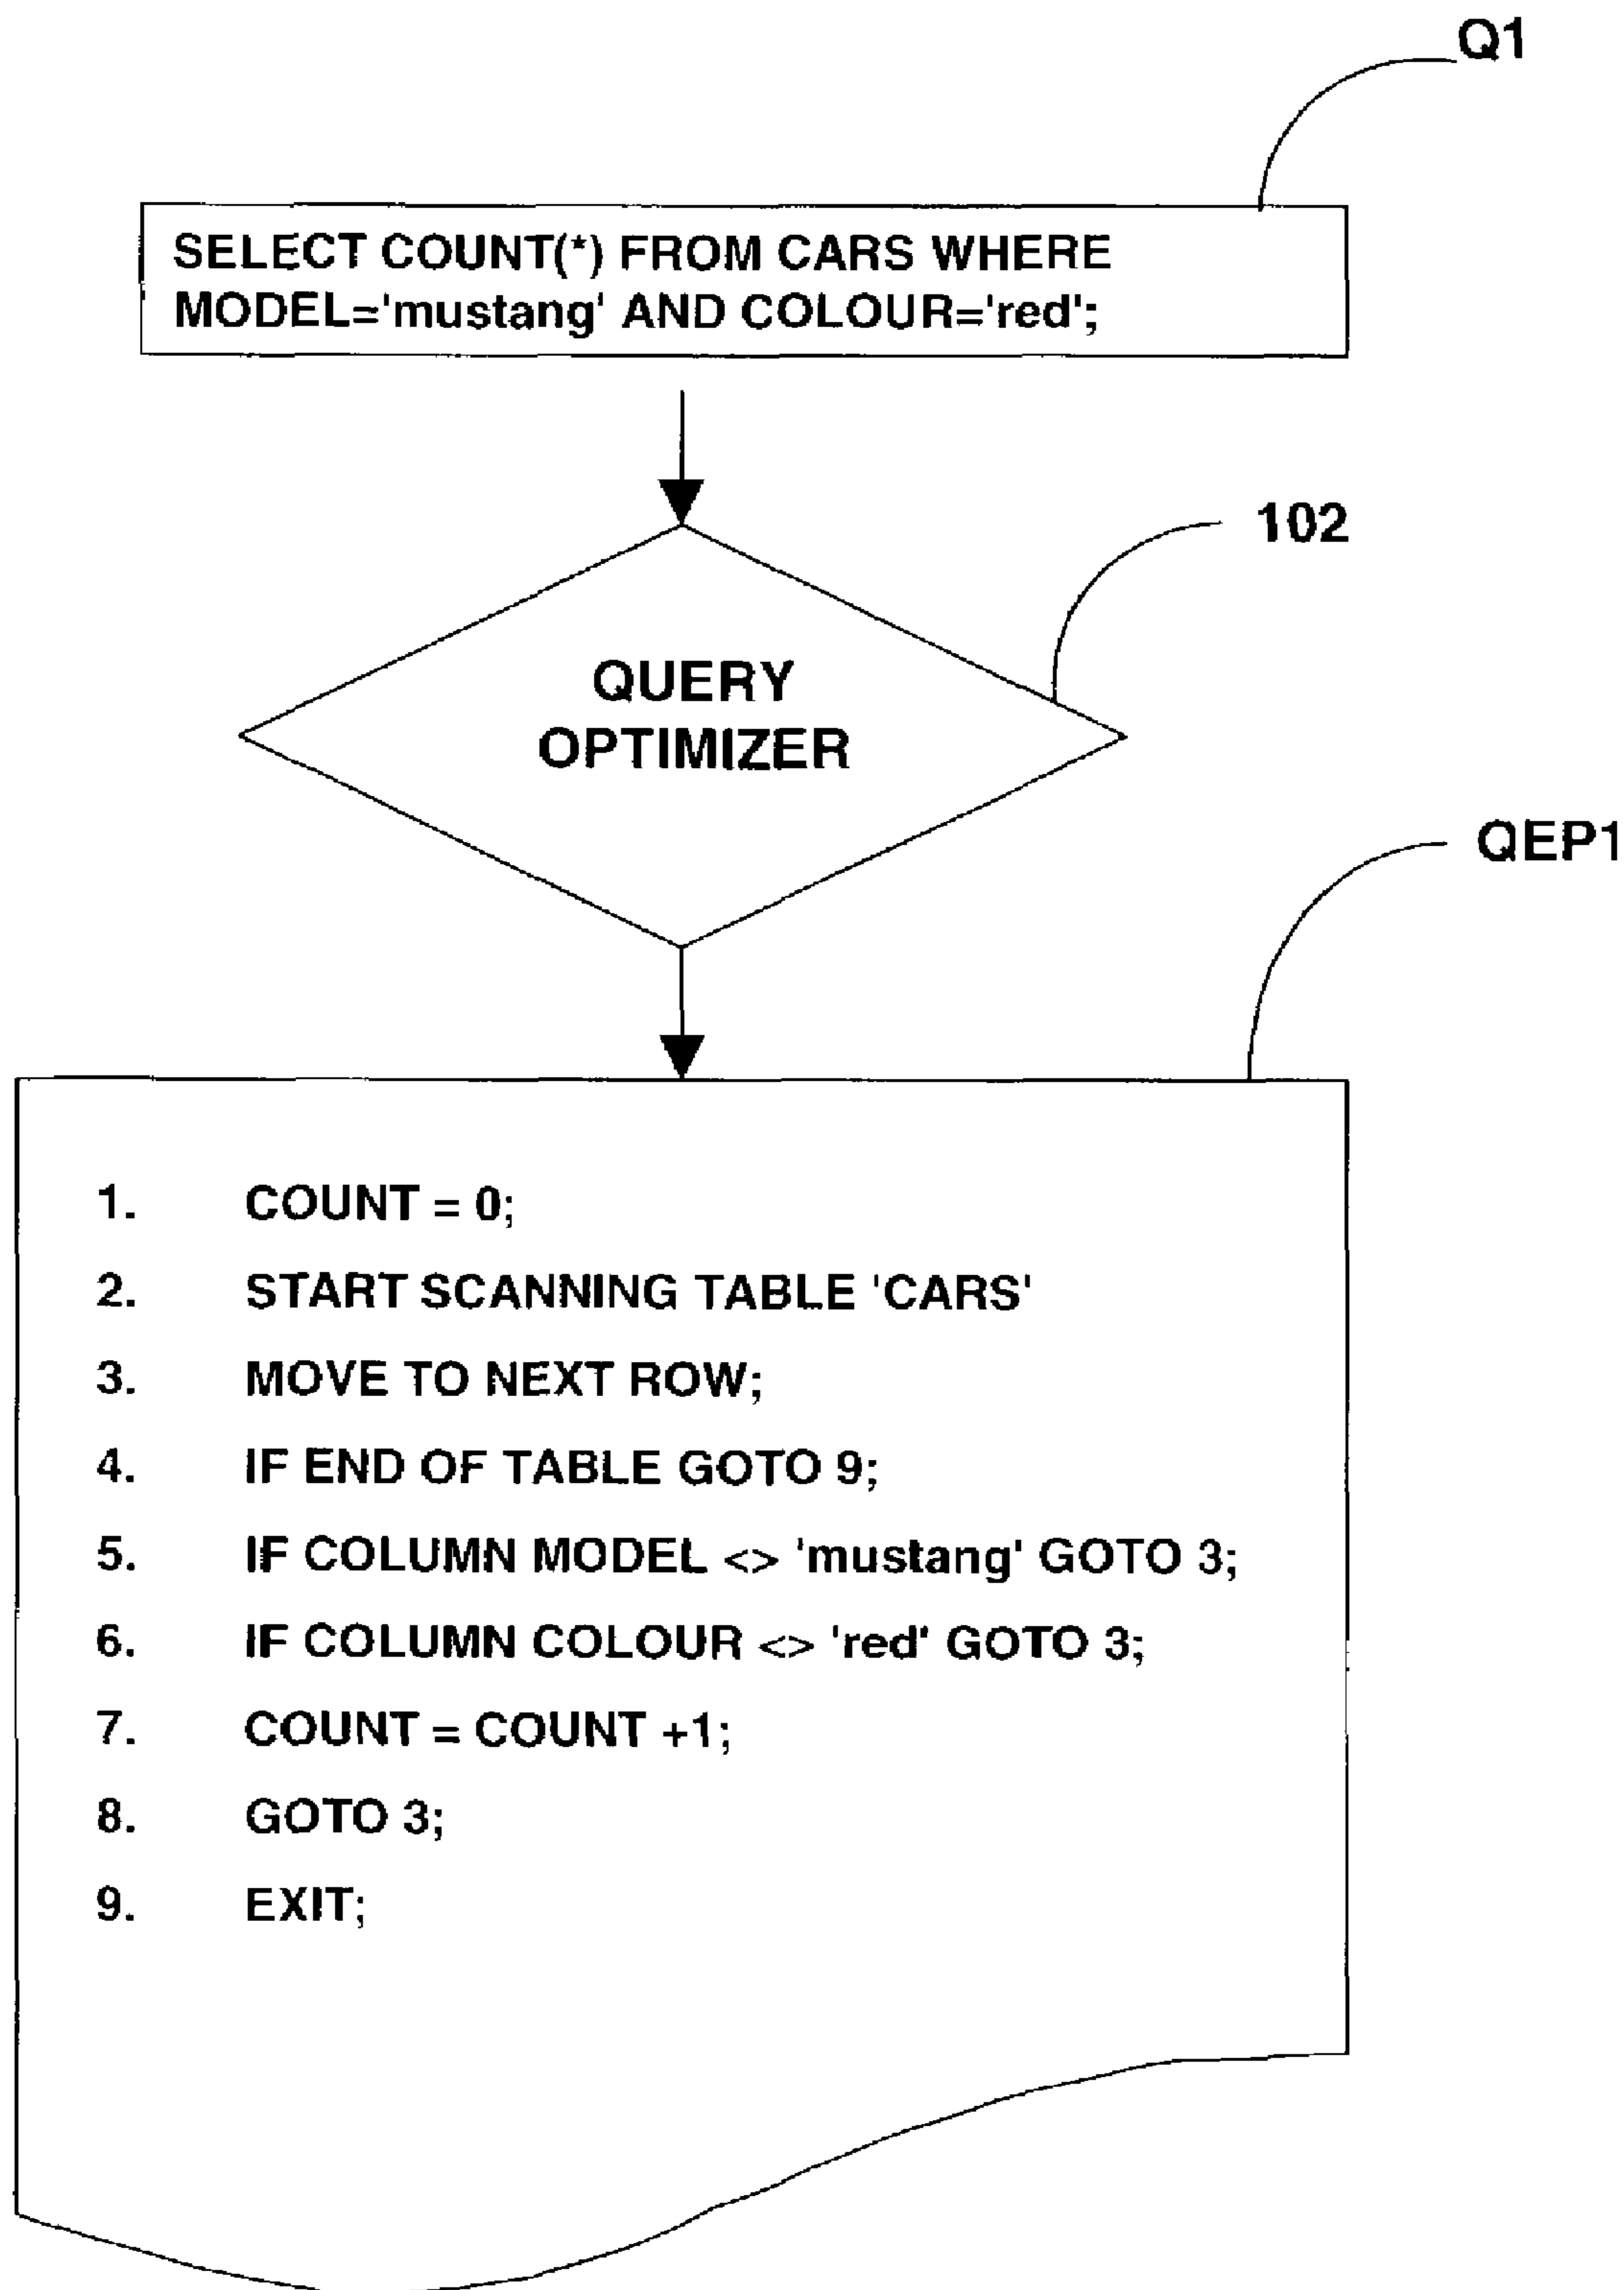 Q1
SELECT COUNT(*) FROM CARS WHERE
MODEL='mustang' AND COLOUR='red';
102
QUERY
OPTIMIZER
QEP1
1. COUNT = 0;
2. START SCANNING TABLE 'CARS'
3. MOVE TO NEXT ROW;
4. IF END OF TABLE GOTO 9;
5. IF COLUMN MODEL <> 'mustang' GOTO 3;
6. IF COLUMN COLOUR <> 'red' GOTO 3;
7. COUNT = COUNT +1;
8. GOTO 3;
9. EXIT;